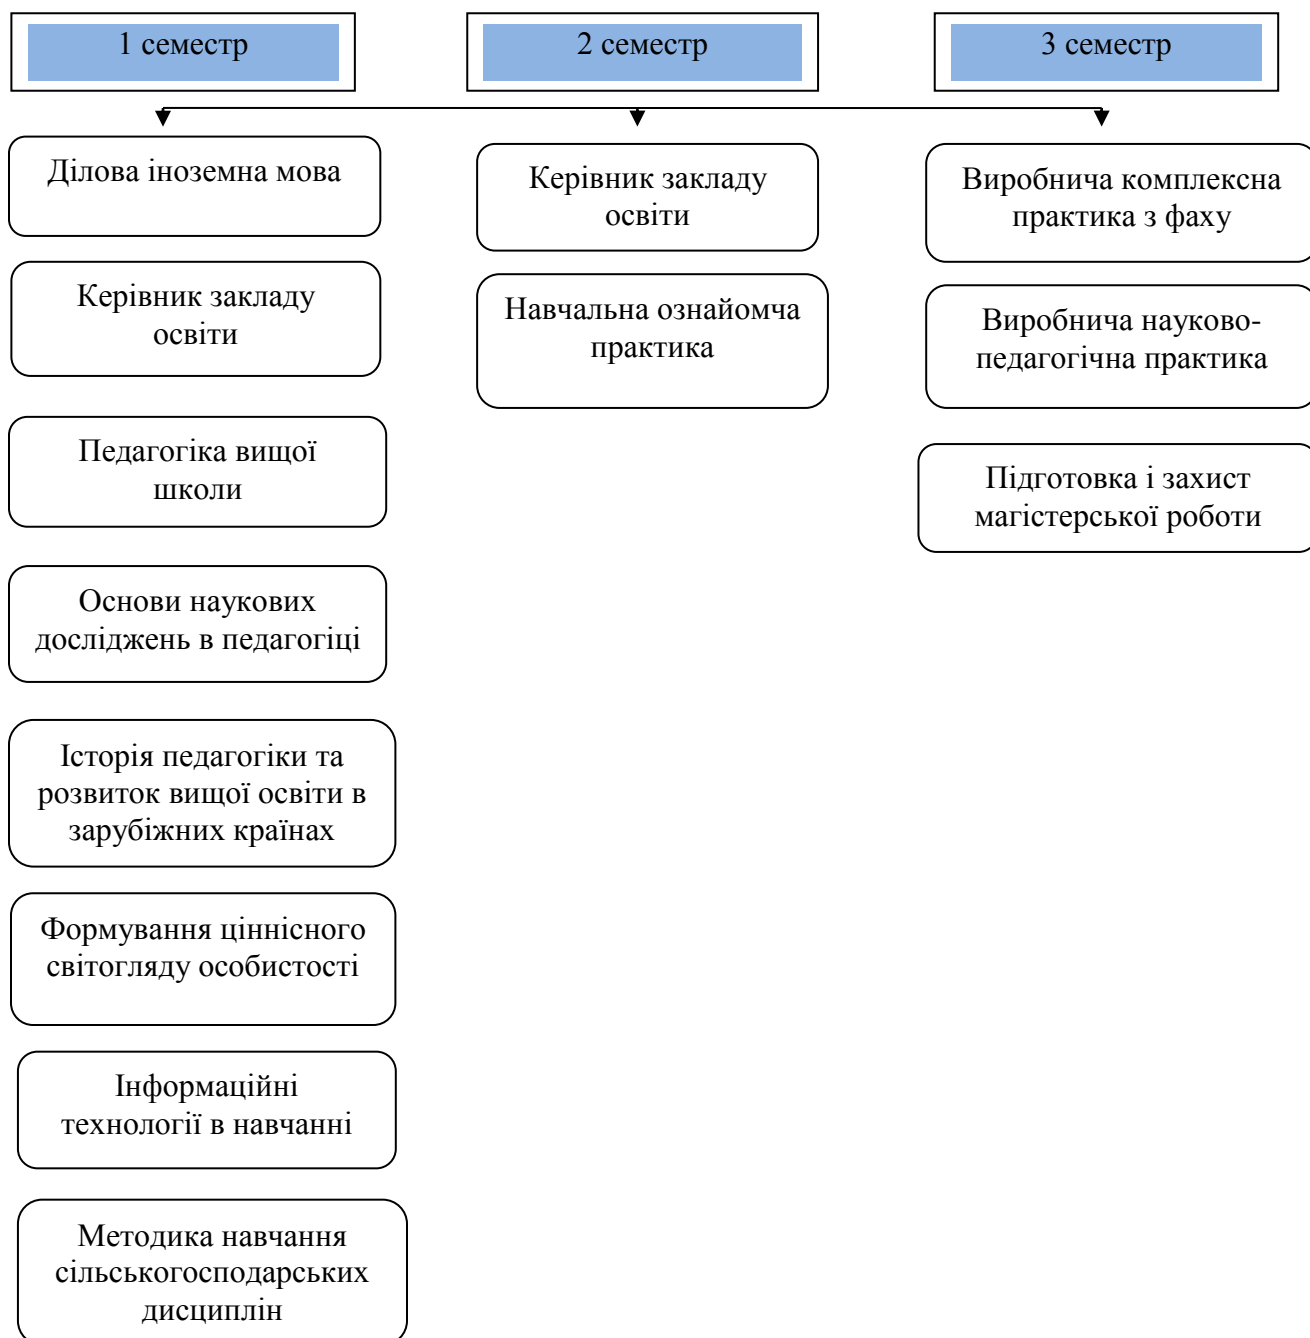 1 семестр
2 семестр
3 семестр
Ділова іноземна мова
Керівник закладу
освіти
Педагогіка вищої
школи
Основи наукових
досліджень в педагогіці
Історія педагогіки та
розвиток вищої освіти в
зарубіжних країнах
Формування ціннісного
світогляду особистості
Інформаційні
технології в навчанні
Методика навчання
сільськогосподарських
дисциплін
Керівник закладу
освіти
Навчальна ознайомча
практика
Виробнича комплексна
практика з фаху
Виробнича науково-
педагогічна практика
Підготовка і захист
магістерської роботи